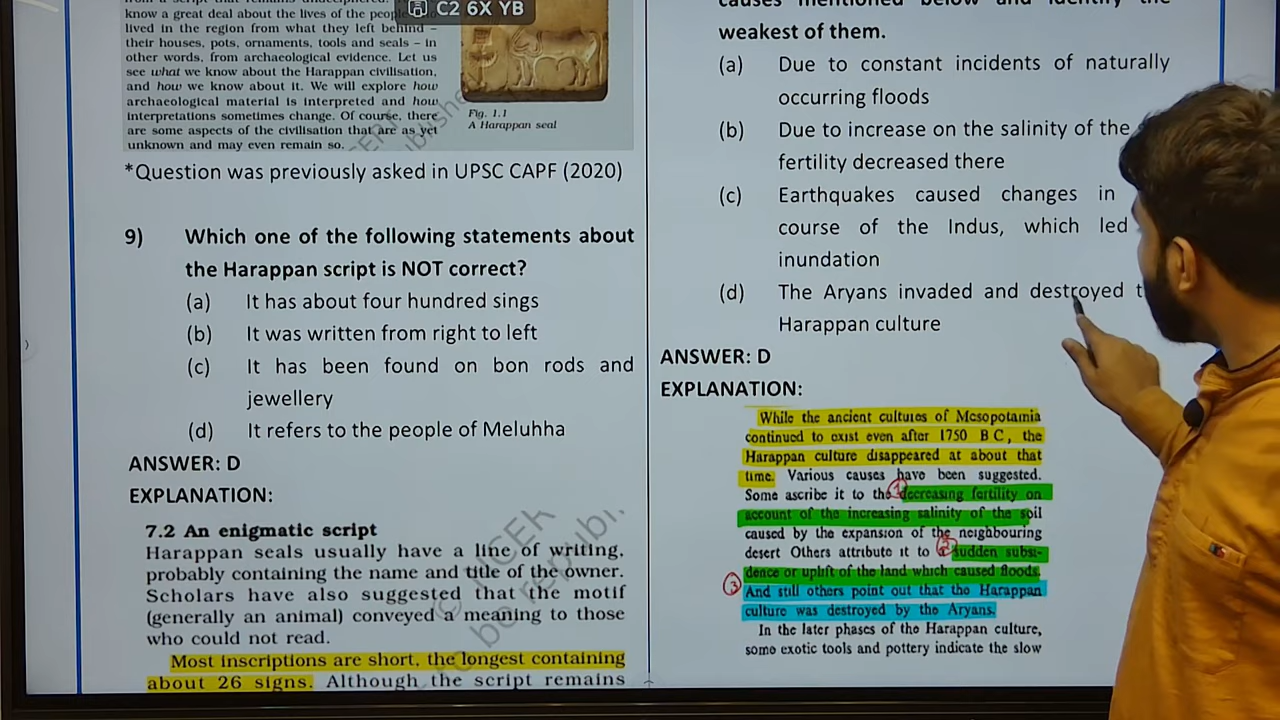 know a great deal about the lives of the
C2 6X YB
lived in the region from what they left behind –
their houses, pots, ornaments, tools and seals – in
other words, from archaeological evidence. Let us
see what we know about the Harappan civilisation,
and how we know about it. We will explore how
archaeological material is interpreted and how
interpretations sometimes change. Of course, there
are some aspects of the civilisation that are as yet
unknown and may even remain so.
Fig. 1.1
A Harappan seal
*Question was previously asked in UPSC CAPF (2020)
9) Which one of the following statements about
the Harappan script is NOT correct?
(a) It has about four hundred sings
(b) It was written from right to left
(c) It has been found on bon rods and
jewellery
(d) It refers to the people of Meluhha
ANSWER: D
EXPLANATION:
7.2 An enigmatic script
Harappan seals usually have a line of writing,
probably containing the name and title of the owner.
Scholars have also suggested that the motif
(generally an animal) conveyed a meaning to those
who could not read.
Most inscriptions are short, the longest containing
about 26 signs. Although the script remains
causes mentioned below and identify the
weakest of them.
(a) Due to constant incidents of naturally
occurring floods
(b) Due to increase on the salinity of the
fertility decreased there
(c) Earthquakes caused changes in
course of the Indus, which led
inundation
(d) The Aryans invaded and destroyed
Harappan culture
ANSWER: D
EXPLANATION:
While the ancient cultures of Mesopotamia
continued to exist even after 1750 B C, the
Harappan culture disappeared at about that
time. Various causes have been suggested.
Some ascribe it to the 1 decreasing fertility on
account of the increasing salinity of the soil
caused by the expansion of the neighbouring
desert Others attribute it to 2 sudden subsi-
dence or uplift of the land which caused floods.
3 And still others point out that the Harappan
culture was destroyed by the Aryans.
In the later phases of the Harappan culture,
some exotic tools and pottery indicate the slow